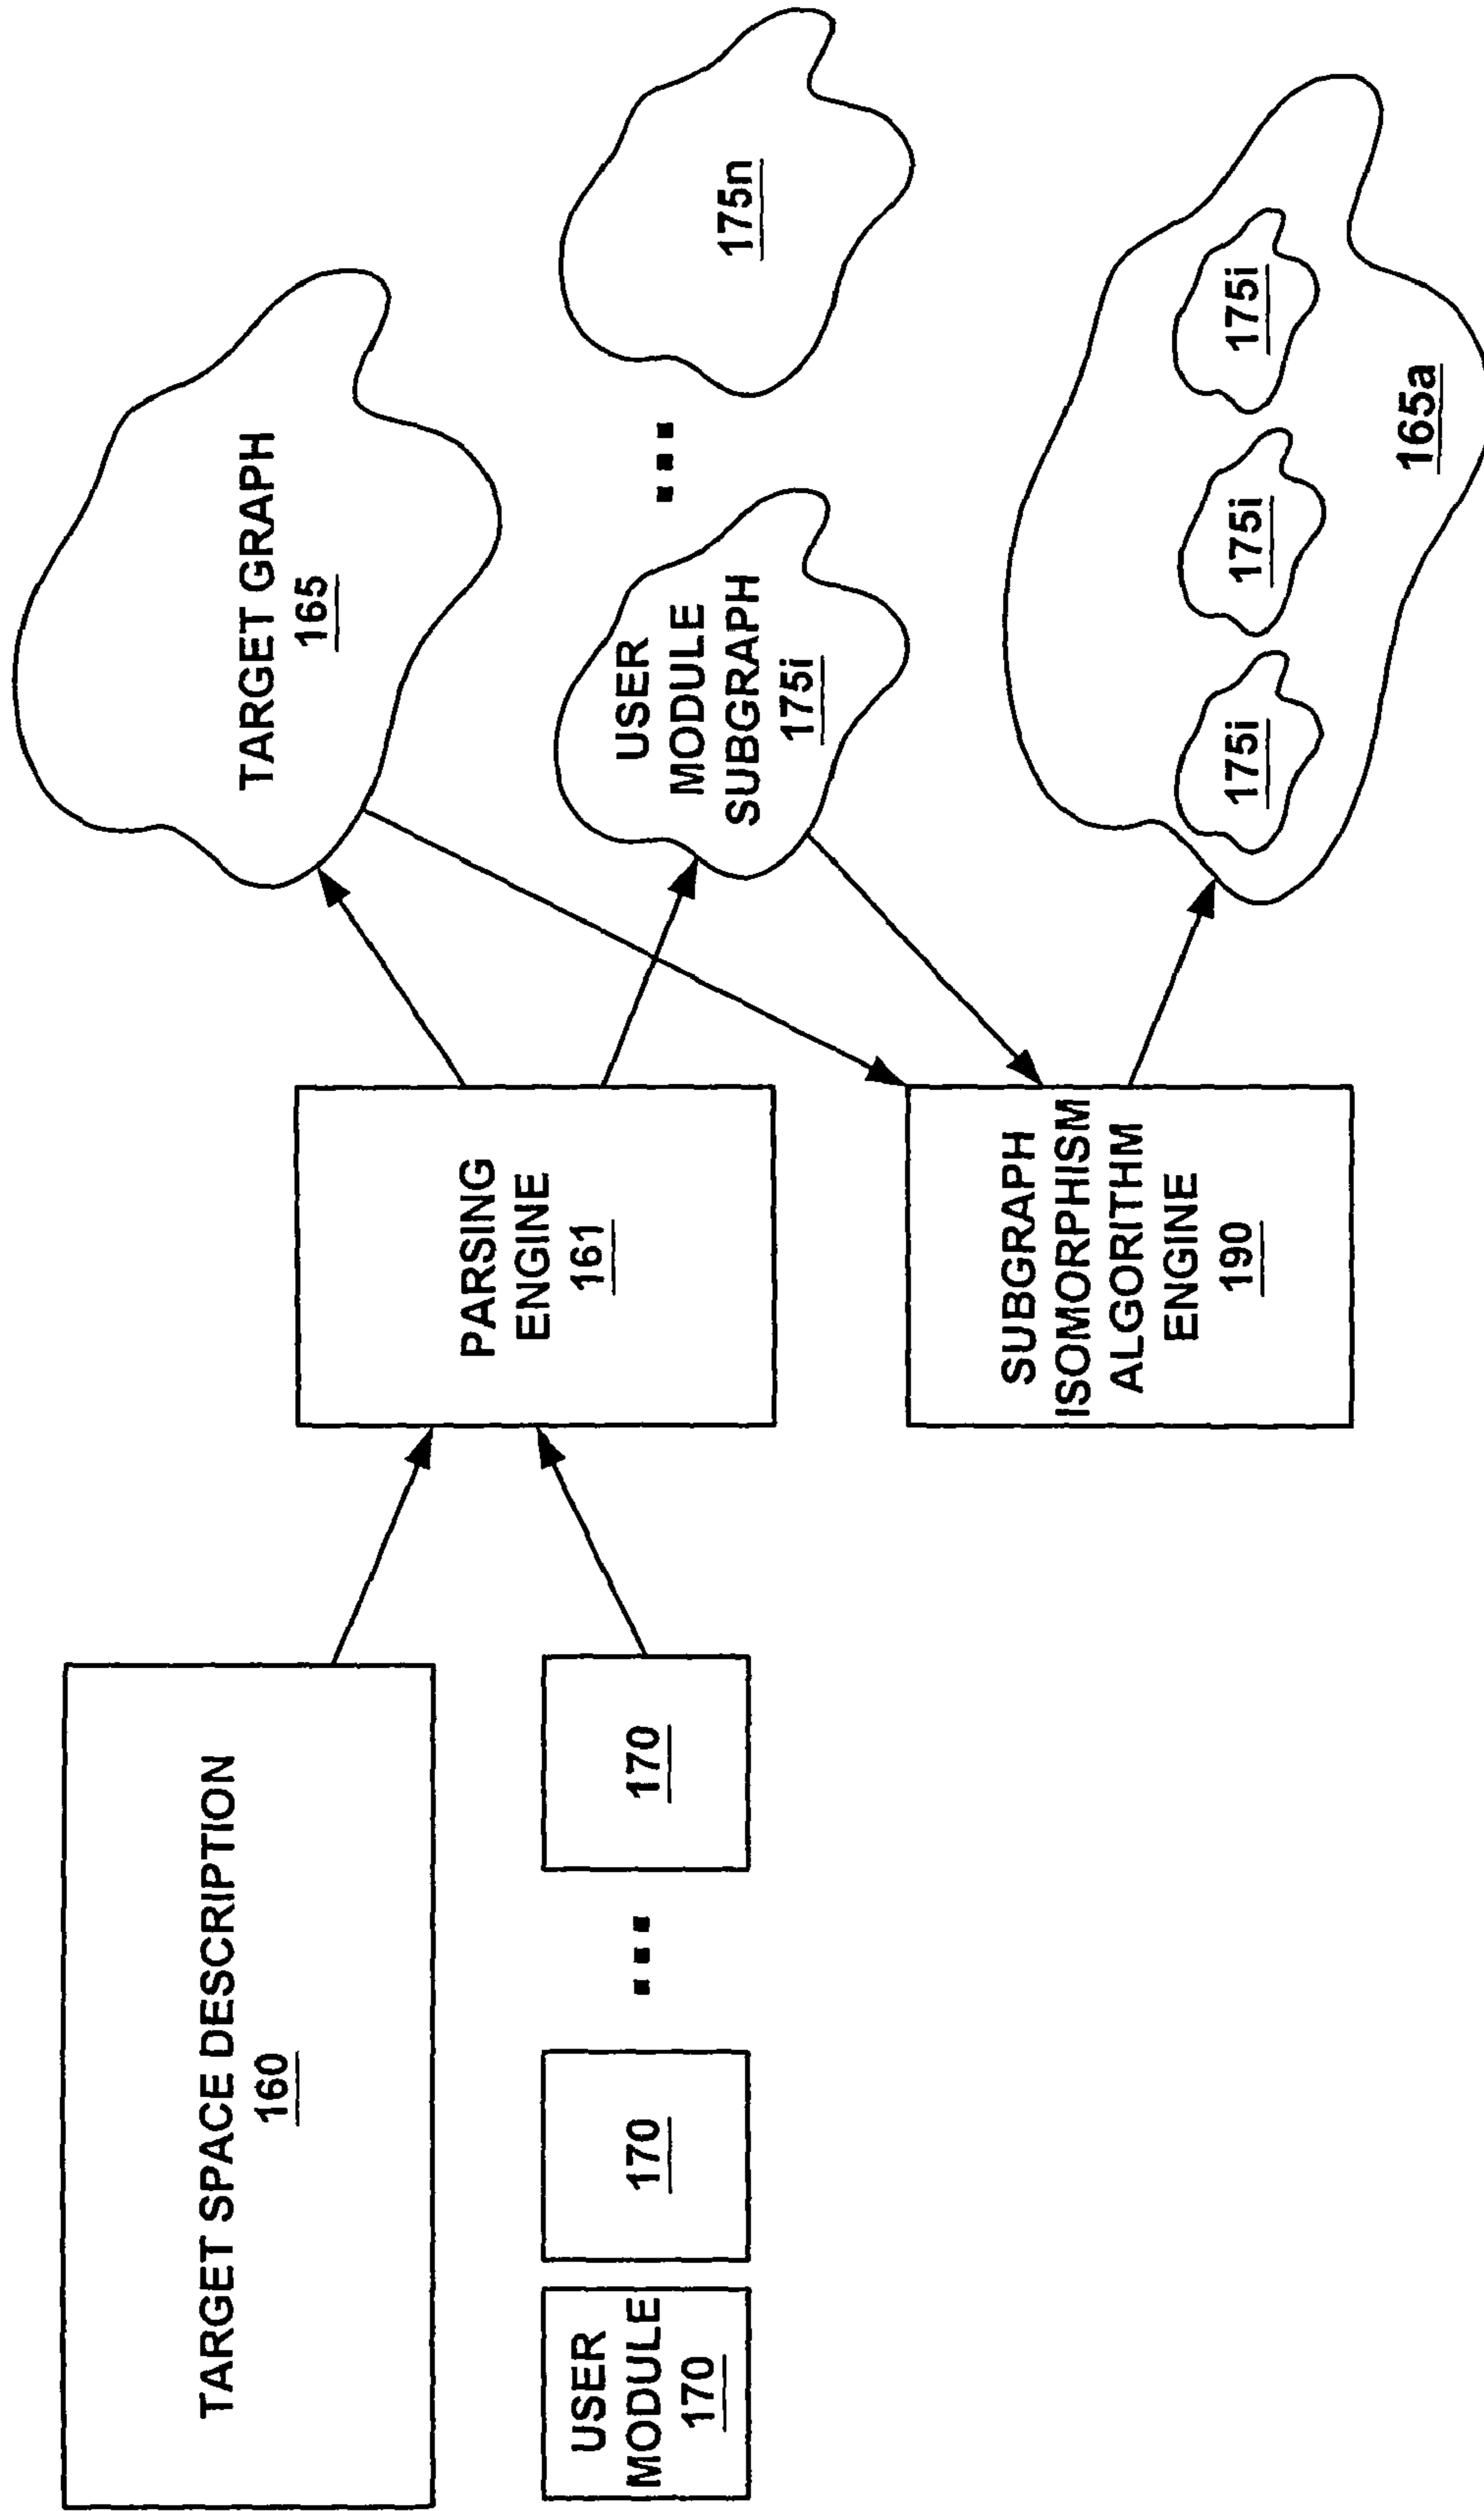 TARGET SPACE DESCRIPTION
160
USER
MODULE
170
170
170
PARSING
ENGINE
161
SUBGRAPH
ISOMORPHISM
ALGORITHM
ENGINE
190
TARGET GRAPH
165
USER
MODULE
SUBGRAPH
175i
175n
175i
175i
175i
165a